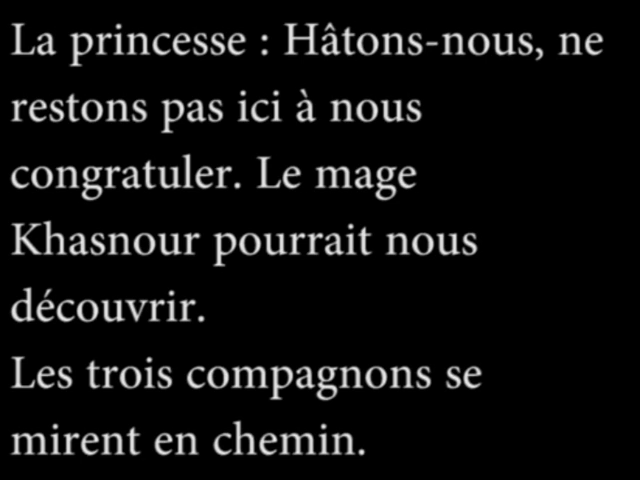 La princesse : Hâtons-nous, ne
restons pas ici à nous
congratuler. Le mage
Khasnour pourrait nous
découvrir.
Les trois compagnons se
mirent en chemin.